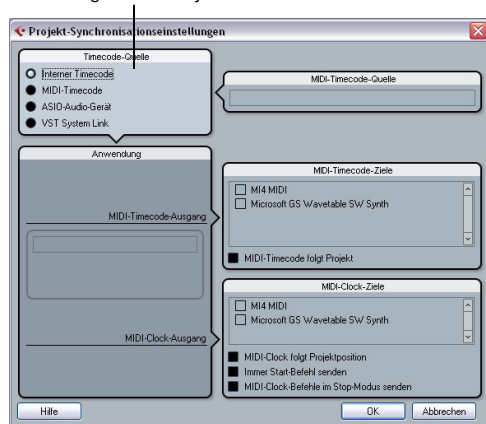 Projekt-Synchronisationseinstellungen
Timecode-Quelle
Interner Timecode
MIDI-Timecode
ASIO-Audio-Gerät
VST System Link
MIDI-Timecode-Quelle
Anwendung
MIDI-Timecode-Ausgang
MIDI-Clock-Ausgang
MIDI-Timecode-Ziele
MI4 MIDI
Microsoft GS Wavetable SW Synth
MIDI-Timecode folgt Projekt
MIDI-Clock-Ziele
MI4 MIDI
Microsoft GS Wavetable SW Synth
MIDI-Clock folgt Projektposition
Immer Start-Befehl senden
MIDI-Clock-Befehle im Stop-Modus senden
Hilfe
OK
Abbrechen